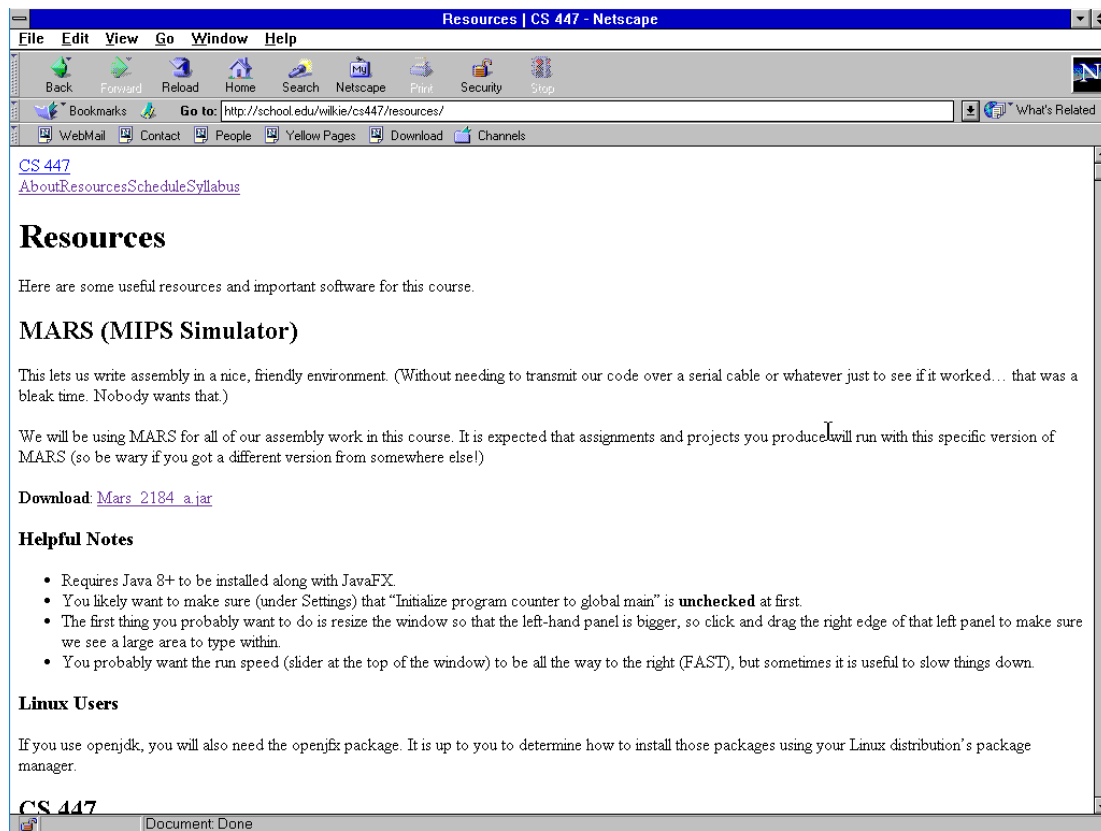 Resources | CS 447 - Netscape
File Edit View Go Window Help
Back Forward Reload Home Search Netscape Print Security Stop
My
N
Bookmarks Go to: http://school.edu/wilkie/cs447/resources/ What's Related
WebMail Contact People Yellow Pages Download Channels
CS 447
AboutResourcesScheduleSyllabus
Resources
Here are some useful resources and important software for this course.
MARS (MIPS Simulator)
This lets us write assembly in a nice, friendly environment. (Without needing to transmit our code over a serial cable or whatever just to see if it worked… that was a
bleak time. Nobody wants that.)
We will be using MARS for all of our assembly work in this course. It is expected that assignments and projects you produce will run with this specific version of
MARS (so be wary if you got a different version from somewhere else!)
Download: Mars_2184_a.jar
Helpful Notes
• Requires Java 8+ to be installed along with JavaFX.
• You likely want to make sure (under Settings) that “Initialize program counter to global main” is unchecked at first.
• The first thing you probably want to do is resize the window so that the left-hand panel is bigger, so click and drag the right edge of that left panel to make sure
we see a large area to type within.
• You probably want the run speed (slider at the top of the window) to be all the way to the right (FAST), but sometimes it is useful to slow things down.
Linux Users
If you use openjdk, you will also need the openjfx package. It is up to you to determine how to install those packages using your Linux distribution’s package
manager.
CS 447
Document: Done